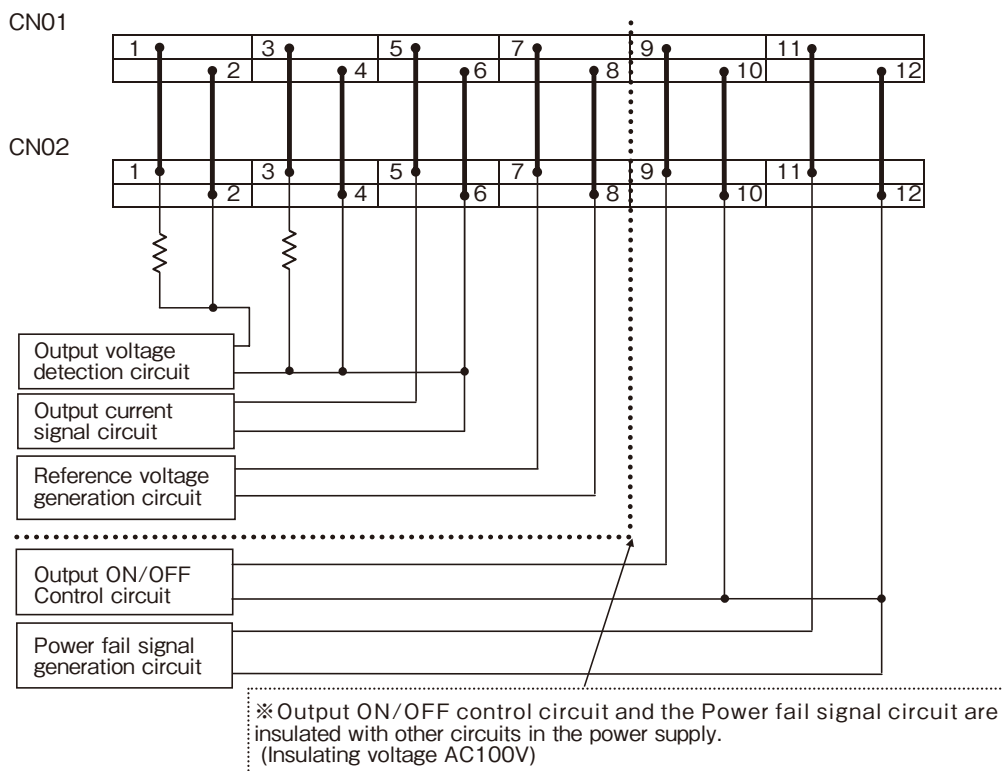 CN01
1 3 5 7 9 11
2 4 6 8 10 12
CN02
1 3 5 7 9 11
2 4 6 8 10 12
Output voltage
detection circuit
Output current
signal circuit
Reference voltage
generation circuit
Output ON/OFF
Control circuit
Power fail signal
generation circuit
※Output ON/OFF control circuit and the Power fail signal circuit are
insulated with other circuits in the power supply.
(Insulating voltage AC100V)